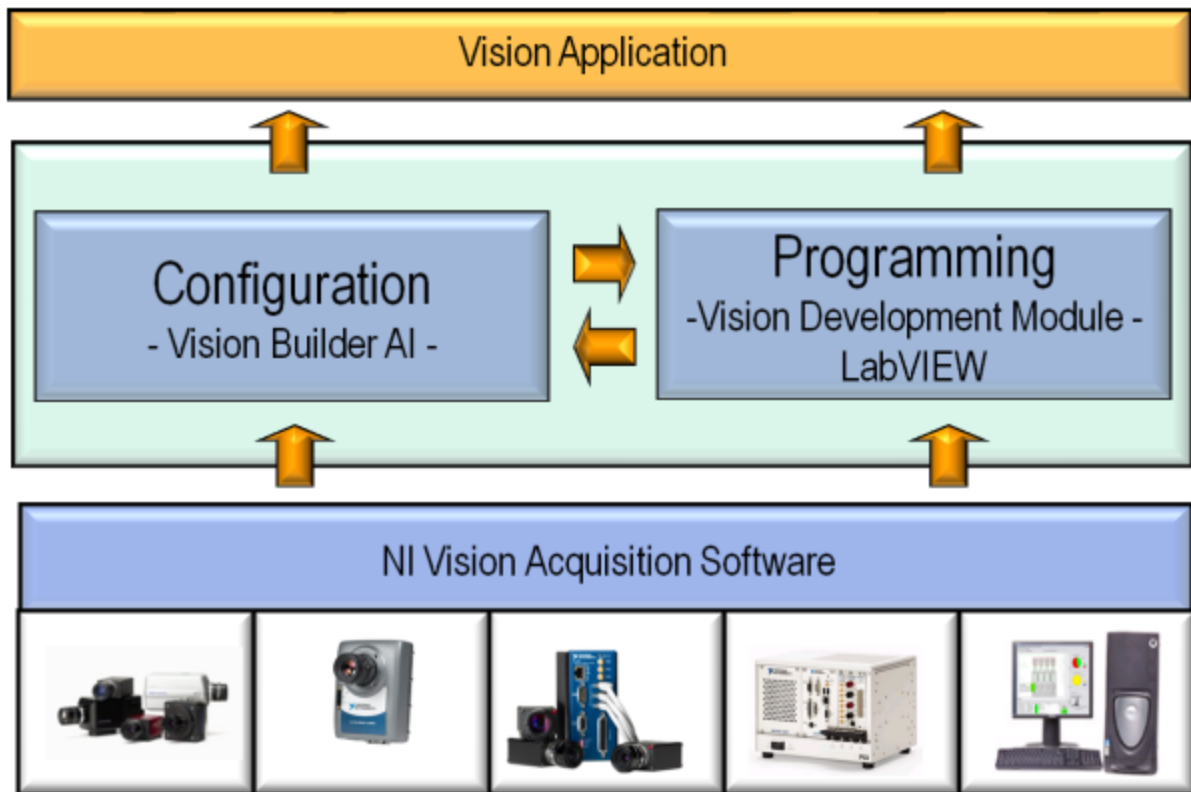 Vision Application
Configuration
- Vision Builder AI -
Programming
-Vision Development Module -
LabVIEW
NI Vision Acquisition Software